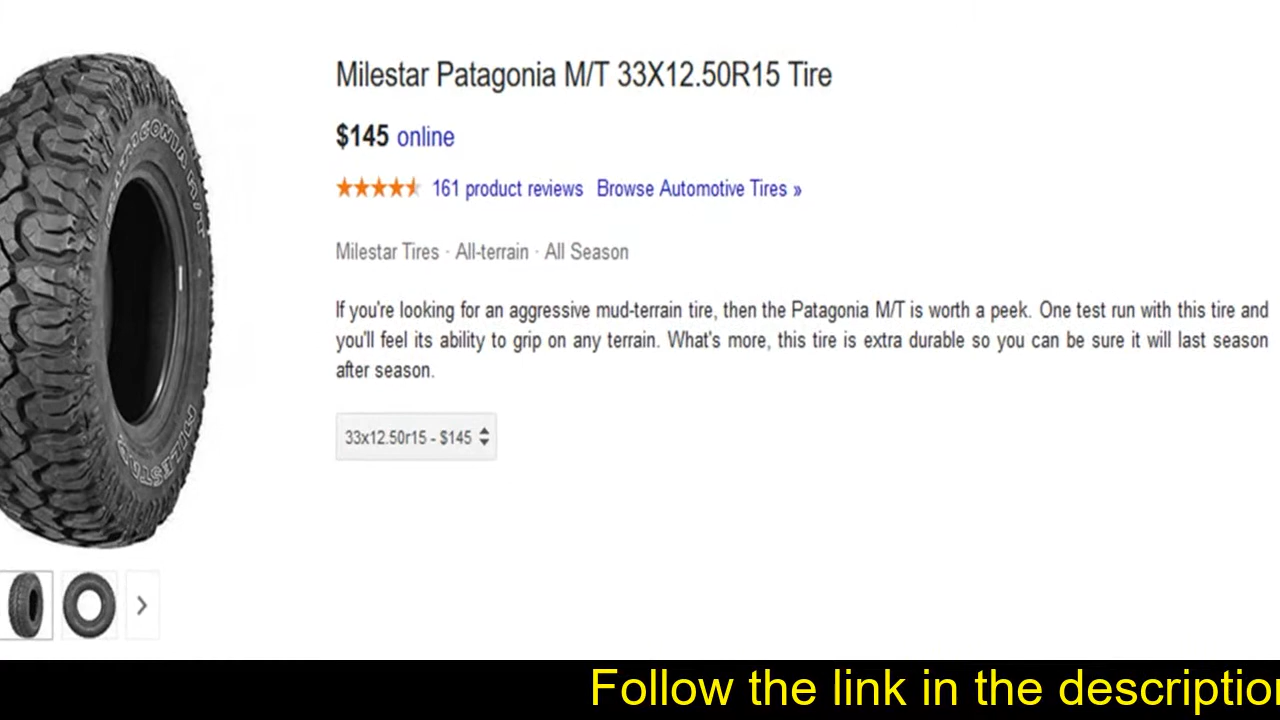 Milestar Patagonia M/T 33X12.50R15 Tire
$145 online
161 product reviews Browse Automotive Tires »
Milestar Tires · All-terrain · All Season
If you're looking for an aggressive mud-terrain tire, then the Patagonia M/T is worth a peek. One test run with this tire and
you'll feel its ability to grip on any terrain. What's more, this tire is extra durable so you can be sure it will last season
after season.
33x12.50r15 - $145
PATAGONIA M/T
MILESTAR
Follow the link in the descriptio